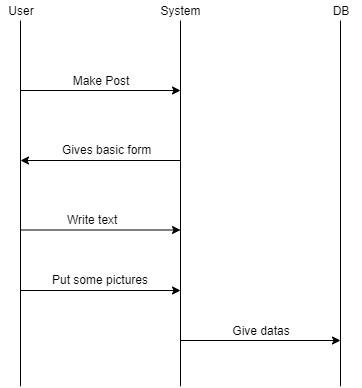 User
System
DB
Make Post
Gives basic form
Write text
Put some pictures
Give datas